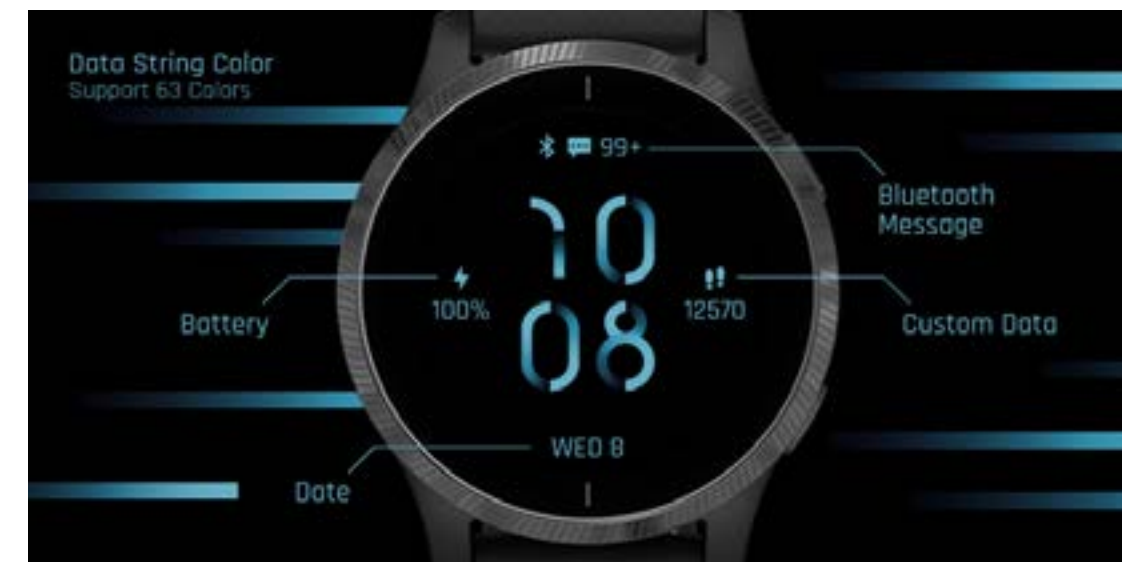 Data String Color
Support 63 Colors
99+
Bluetooth
Message
10
100%
12570
Battery
Custom Data
08
WED 8
Date